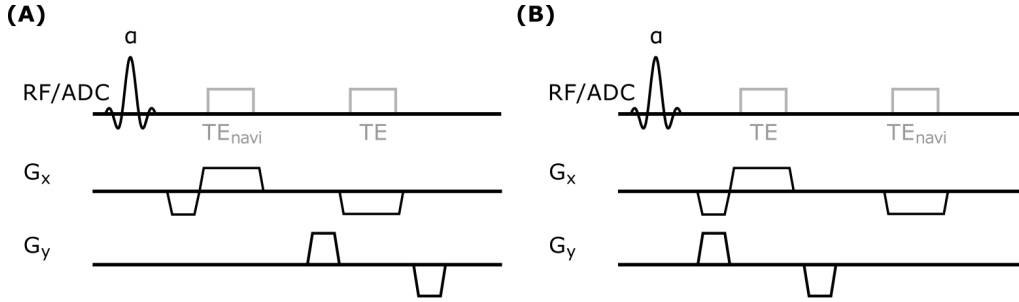 (A)
α
RF/ADC
TEnavi
TE
Gx
Gy
(B)
α
RF/ADC
TE
TEnavi
Gx
Gy